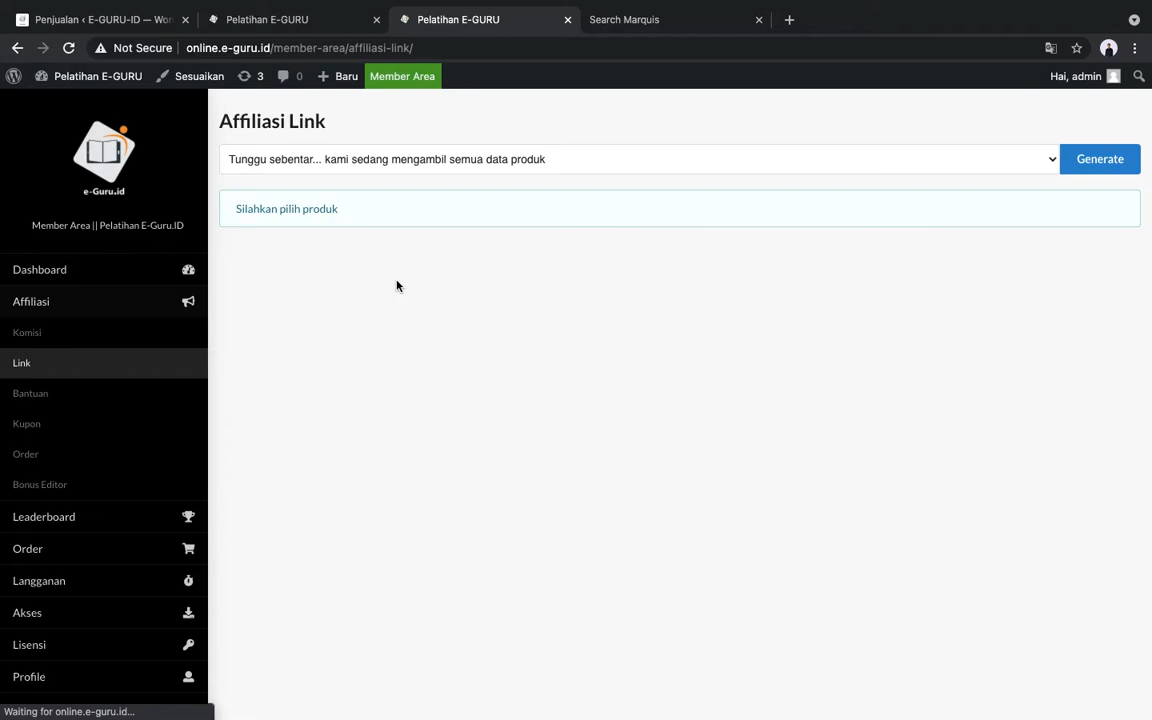 Penjualan ‹ E-GURU-ID — Wor
Pelatihan E-GURU
Pelatihan E-GURU
Search Marquis
Not Secure
online.e-guru.id/member-area/affiliasi-link/
Pelatihan E-GURU
Sesuaikan
3
0
Baru
Member Area
Hai, admin
e-Guru.id
Member Area || Pelatihan E-Guru.ID
Dashboard
Affiliasi
Komisi
Link
Bantuan
Kupon
Order
Bonus Editor
Leaderboard
Order
Langganan
Akses
Lisensi
Profile
Affiliasi Link
Tunggu sebentar... kami sedang mengambil semua data produk
Generate
Silahkan pilih produk
Waiting for online.e-guru.id...